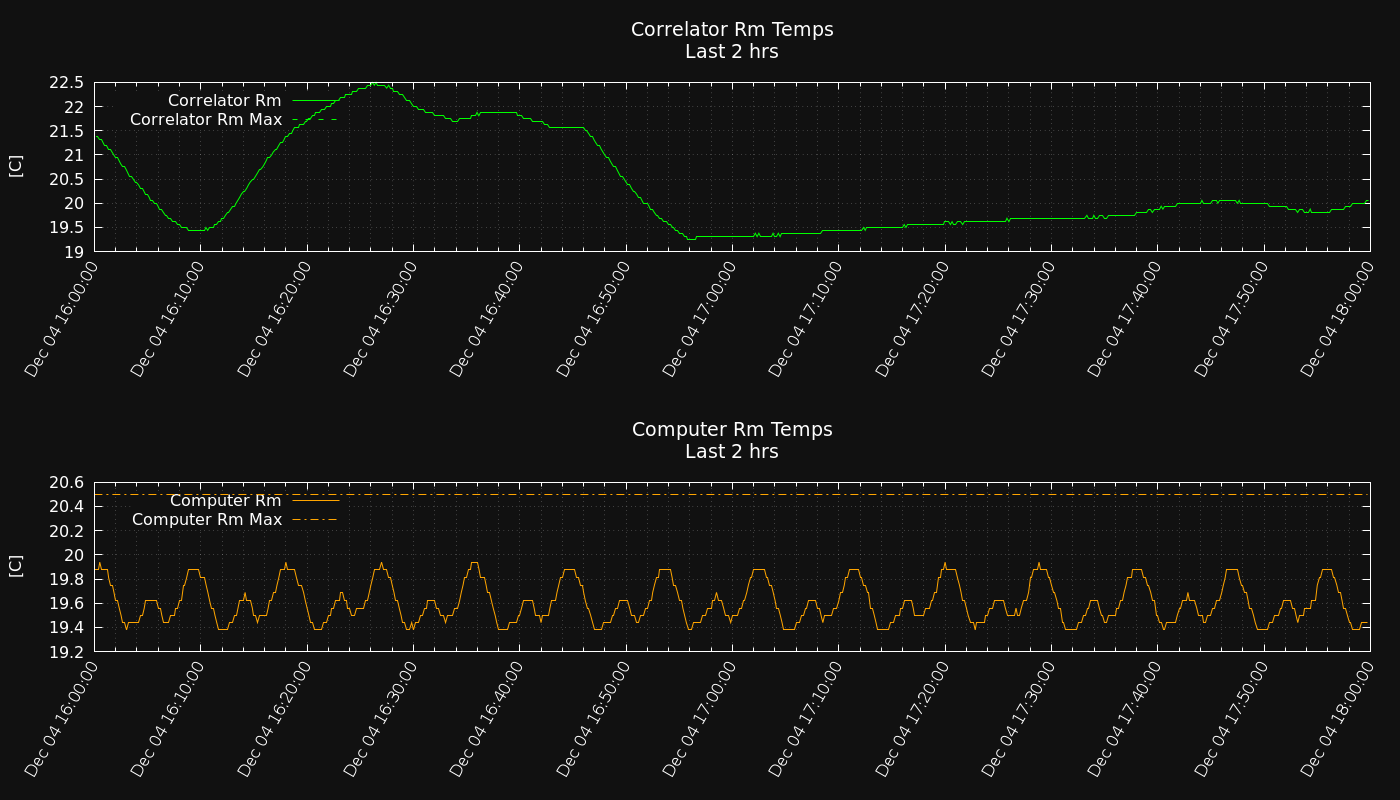 Correlator Rm Temps
Last 2 hrs
[C]
22.5
22
21.5
21
20.5
20
19.5
19
Correlator Rm
Correlator Rm Max
Dec 04 16:00:00
Dec 04 16:10:00
Dec 04 16:20:00
Dec 04 16:30:00
Dec 04 16:40:00
Dec 04 16:50:00
Dec 04 17:00:00
Dec 04 17:10:00
Dec 04 17:20:00
Dec 04 17:30:00
Dec 04 17:40:00
Dec 04 17:50:00
Dec 04 18:00:00
Computer Rm Temps
Last 2 hrs
[C]
20.6
20.4
20.2
20
19.8
19.6
19.4
19.2
Computer Rm
Computer Rm Max
Dec 04 16:00:00
Dec 04 16:10:00
Dec 04 16:20:00
Dec 04 16:30:00
Dec 04 16:40:00
Dec 04 16:50:00
Dec 04 17:00:00
Dec 04 17:10:00
Dec 04 17:20:00
Dec 04 17:30:00
Dec 04 17:40:00
Dec 04 17:50:00
Dec 04 18:00:00